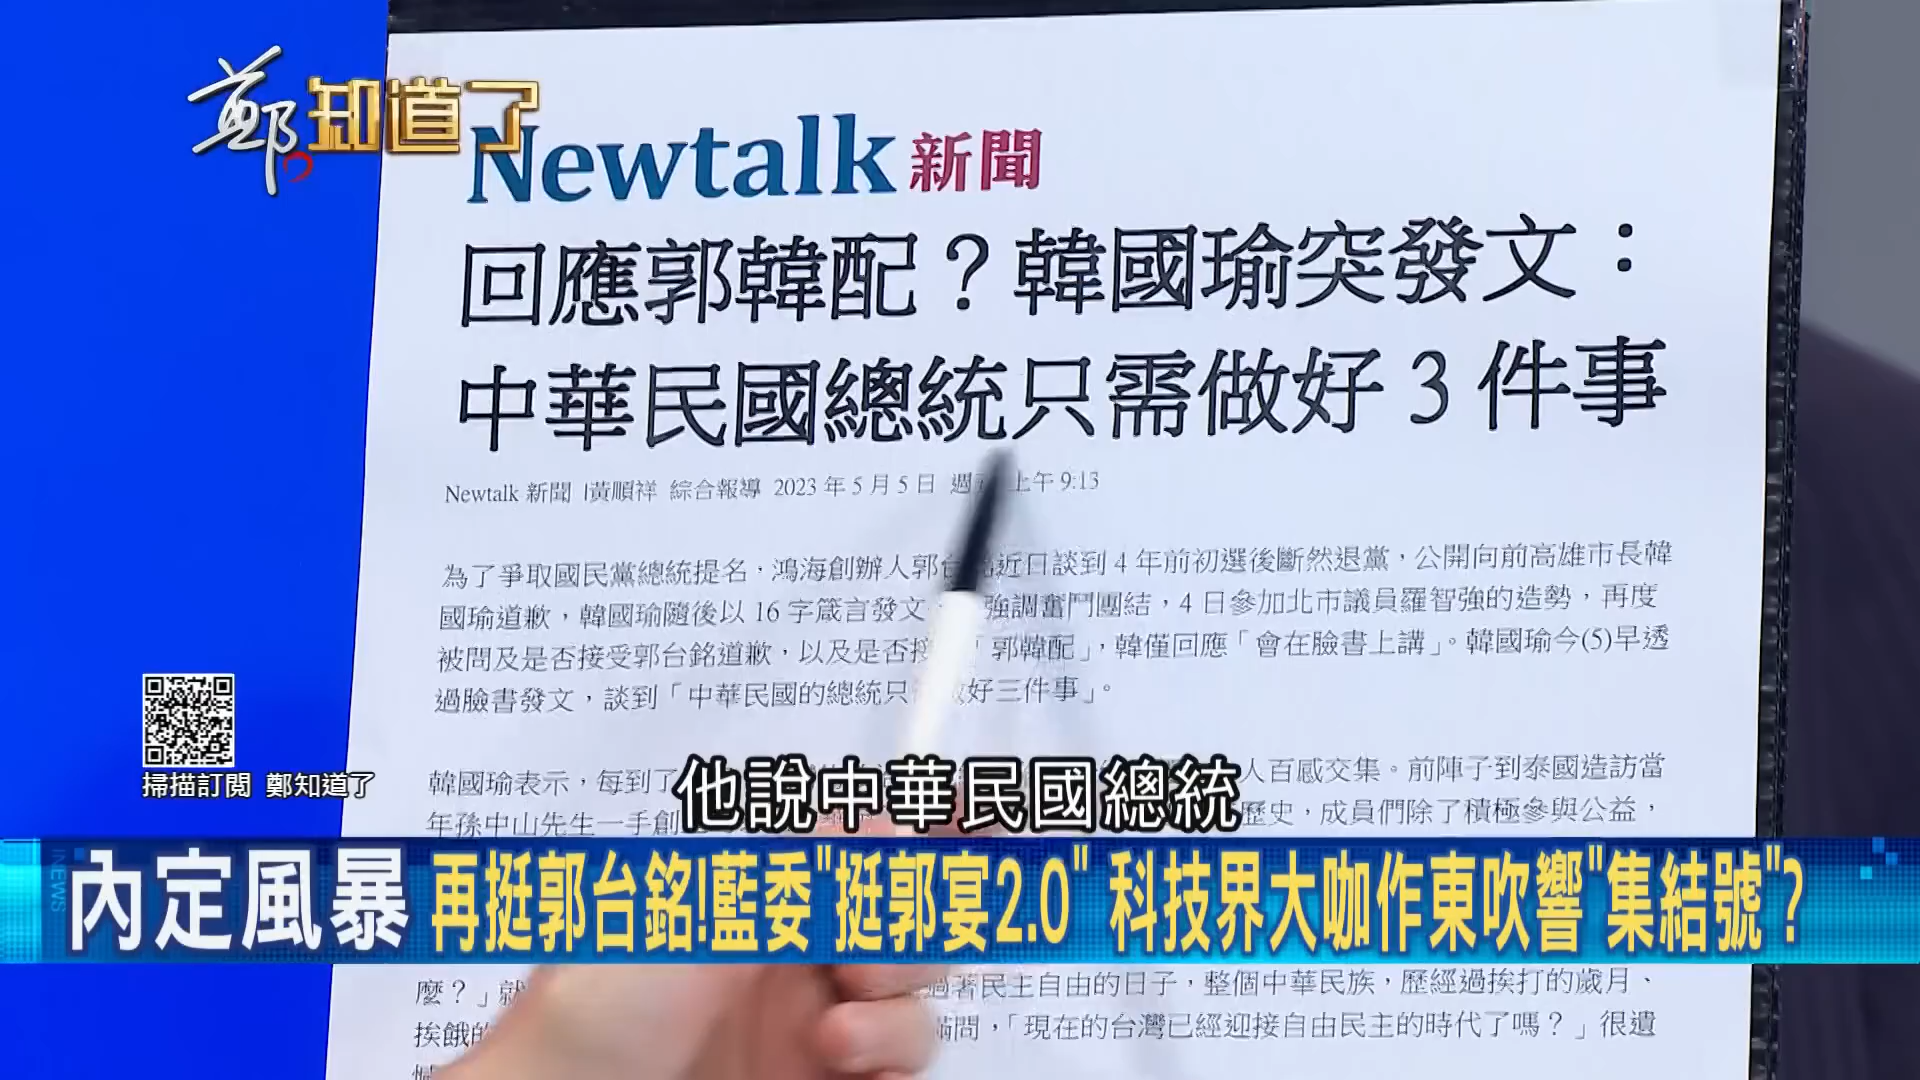 鄭知道了
Newtalk 新聞
回應郭韓配？韓國瑜突發文：
中華民國總統只需做好 3 件事
Newtalk 新聞 |黃順祥 綜合報導 2023 年 5 月 5 日 週 上午 9:13
為了爭取國民黨總統提名，鴻海創辦人郭台 近日談到 4 年前初選後斷然退黨，公開向前高雄市長韓
國瑜道歉，韓國瑜隨後以 16 字箴言發文 強調奮鬥團結，4 日參加北市議員羅智強的造勢，再度
被問及是否接受郭台銘道歉，以及是否接 「郭韓配」，韓僅回應「會在臉書上講」。韓國瑜今(5)早透
過臉書發文，談到「中華民國的總統只 做好三件事」。
韓國瑜表示，每到了 人百感交集。前陣子到泰國造訪當
年孫中山先生一手創 歷史，成員們除了積極參與公益，
掃描訂閱 鄭知道了
他說中華民國總統
INEWS
內定風暴 再挺郭台銘!藍委"挺郭宴2.0" 科技界大咖作東吹響"集結號"?
麼？」就 過著民主自由的日子，整個中華民族，歷經過挨打的歲月、
挨餓的 滿問，「現在的台灣已經迎接自由民主的時代了嗎？」很遺